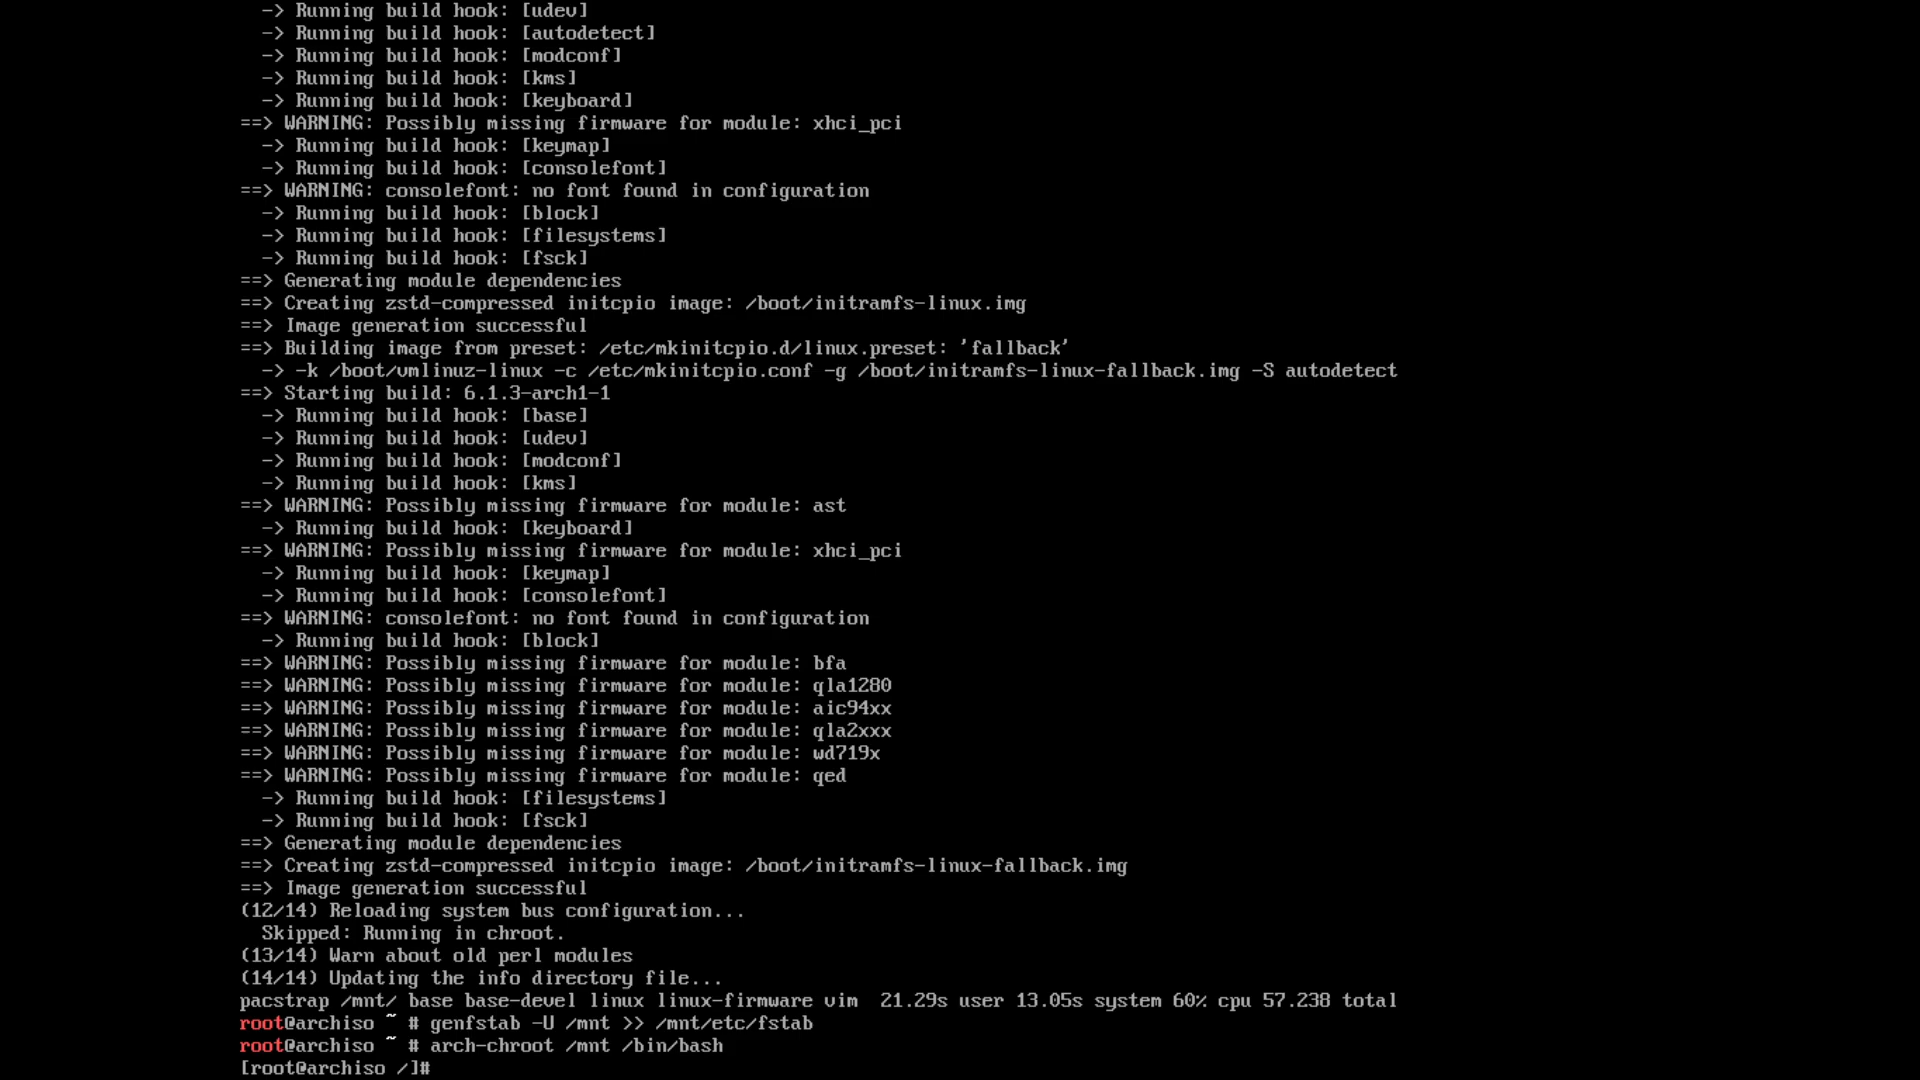 -> Running build hook: [udev]
-> Running build hook: [autodetect]
-> Running build hook: [modconf]
-> Running build hook: [kms]
-> Running build hook: [keyboard]
==> WARNING: Possibly missing firmware for module: xhci_pci
-> Running build hook: [keymap]
-> Running build hook: [consolefont]
==> WARNING: consolefont: no font found in configuration
-> Running build hook: [block]
-> Running build hook: [filesystems]
-> Running build hook: [fsck]
==> Generating module dependencies
==> Creating zstd-compressed initcpio image: /boot/initramfs-linux.img
==> Image generation successful
==> Building image from preset: /etc/mkinitcpio.d/linux.preset: 'fallback'
-> -k /boot/vmlinuz-linux -c /etc/mkinitcpio.conf -g /boot/initramfs-linux-fallback.img -S autodetect
==> Starting build: 6.1.3-arch1-1
-> Running build hook: [base]
-> Running build hook: [udev]
-> Running build hook: [modconf]
-> Running build hook: [kms]
==> WARNING: Possibly missing firmware for module: ast
-> Running build hook: [keyboard]
==> WARNING: Possibly missing firmware for module: xhci_pci
-> Running build hook: [keymap]
-> Running build hook: [consolefont]
==> WARNING: consolefont: no font found in configuration
-> Running build hook: [block]
==> WARNING: Possibly missing firmware for module: bfa
==> WARNING: Possibly missing firmware for module: qla1280
==> WARNING: Possibly missing firmware for module: aic94xx
==> WARNING: Possibly missing firmware for module: qla2xxx
==> WARNING: Possibly missing firmware for module: wd719x
==> WARNING: Possibly missing firmware for module: qed
-> Running build hook: [filesystems]
-> Running build hook: [fsck]
==> Generating module dependencies
==> Creating zstd-compressed initcpio image: /boot/initramfs-linux-fallback.img
==> Image generation successful
(12/14) Reloading system bus configuration...
Skipped: Running in chroot.
(13/14) Warn about old perl modules
(14/14) Updating the info directory file...
pacstrap /mnt/ base base-devel linux linux-firmware vim  21.29s user 13.05s system 60% cpu 57.238 total
root@archiso ~ # genfstab -U /mnt >> /mnt/etc/fstab
root@archiso ~ # arch-chroot /mnt /bin/bash
[root@archiso /]#